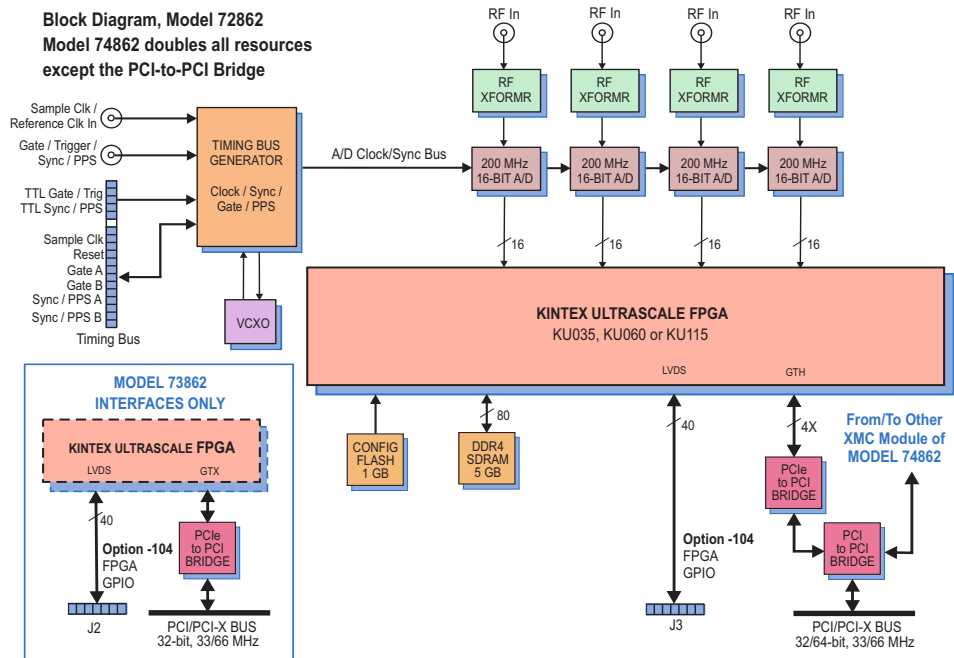 Block Diagram, Model 72862
Model 74862 doubles all resources
except the PCI-to-PCI Bridge
RF In
RF In
RF In
RF In
RF
XFORMR
RF
XFORMR
RF
XFORMR
RF
XFORMR
Sample Clk /
Reference Clk In
Gate / Trigger /
Sync / PPS
TTL Gate / Trig
TTL Sync / PPS
Sample Clk
Reset
Gate A
Gate B
Sync / PPS A
Sync / PPS B
Timing Bus
TIMING BUS
GENERATOR
Clock / Sync /
Gate / PPS
VCXO
A/D Clock/Sync Bus
200 MHz
16-BIT A/D
200 MHz
16-BIT A/D
200 MHz
16-BIT A/D
200 MHz
16-BIT A/D
16
16
16
16
KINTEX ULTRASCALE FPGA
KU035, KU060 or KU115
LVDS
GTH
80
40
4X
CONFIG
FLASH
1 GB
DDR4
SDRAM
5 GB
Option -104
FPGA
GPIO
J3
PCIe
to PCI
BRIDGE
PCI
to PCI
BRIDGE
From/To Other
XMC Module of
MODEL 74862
PCI/PCI-X BUS
32/64-bit, 33/66 MHz
MODEL 73862
INTERFACES ONLY
KINTEX ULTRASCALE FPGA
LVDS
GTX
40
Option -104
FPGA
GPIO
PCIe
to PCI
BRIDGE
J2
PCI/PCI-X BUS
32-bit, 33/66 MHz